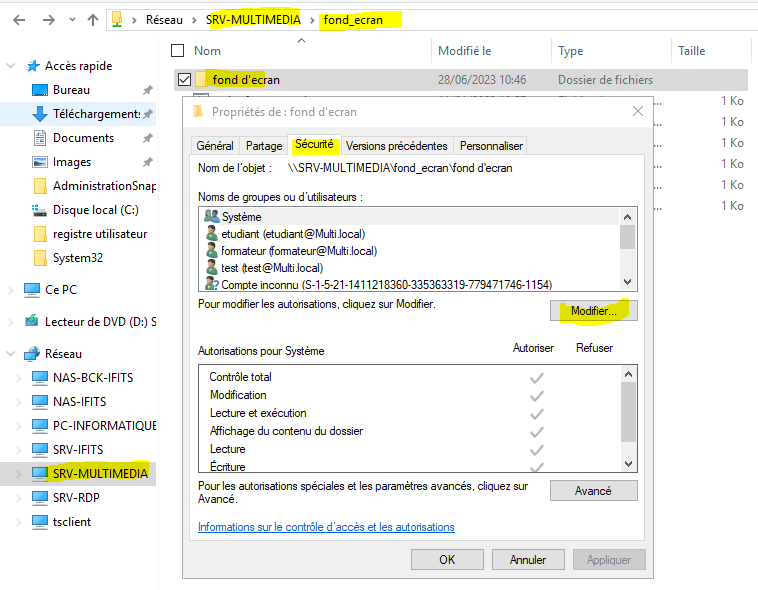 Réseau > SRV-MULTIMEDIA > fond_ecran
Nom Modifié le Type Taille
Accès rapide
Bureau
Téléchargements
Documents
Images
AdministrationSnap
Disque local (C:)
registre utilisateur
System32
Ce PC
Lecteur de DVD (D:) S
Réseau
NAS-BCK-IFITS
NAS-IFITS
PC-INFORMATIQUE
SRV-IFITS
SRV-MULTIMEDIA
SRV-RDP
tsclient
fond d'ecran 28/06/2023 10:46 Dossier de fichiers
... 1 Ko
... 1 Ko
... 1 Ko
... 1 Ko
... 1 Ko
... 1 Ko
Propriétés de : fond d'ecran
Général Partage Sécurité Versions précédentes Personnaliser
Nom de l'objet : \\SRV-MULTIMEDIA\fond_ecran\fond d'ecran
Noms de groupes ou d'utilisateurs :
Système
etudiant (etudiant@Multi.local)
formateur (formateur@Multi.local)
test (test@Multi.local)
Compte inconnu (S-1-5-21-1411218360-335363319-779471746-1154)
Pour modifier les autorisations, cliquez sur Modifier.
Modifier...
Autorisations pour Système Autoriser Refuser
Contrôle total
Modification
Lecture et exécution
Affichage du contenu du dossier
Lecture
Écriture
Pour les autorisations spéciales et les paramètres avancés, cliquez sur
Avancé.
Avancé
Informations sur le contrôle d'accès et les autorisations
OK Annuler Appliquer